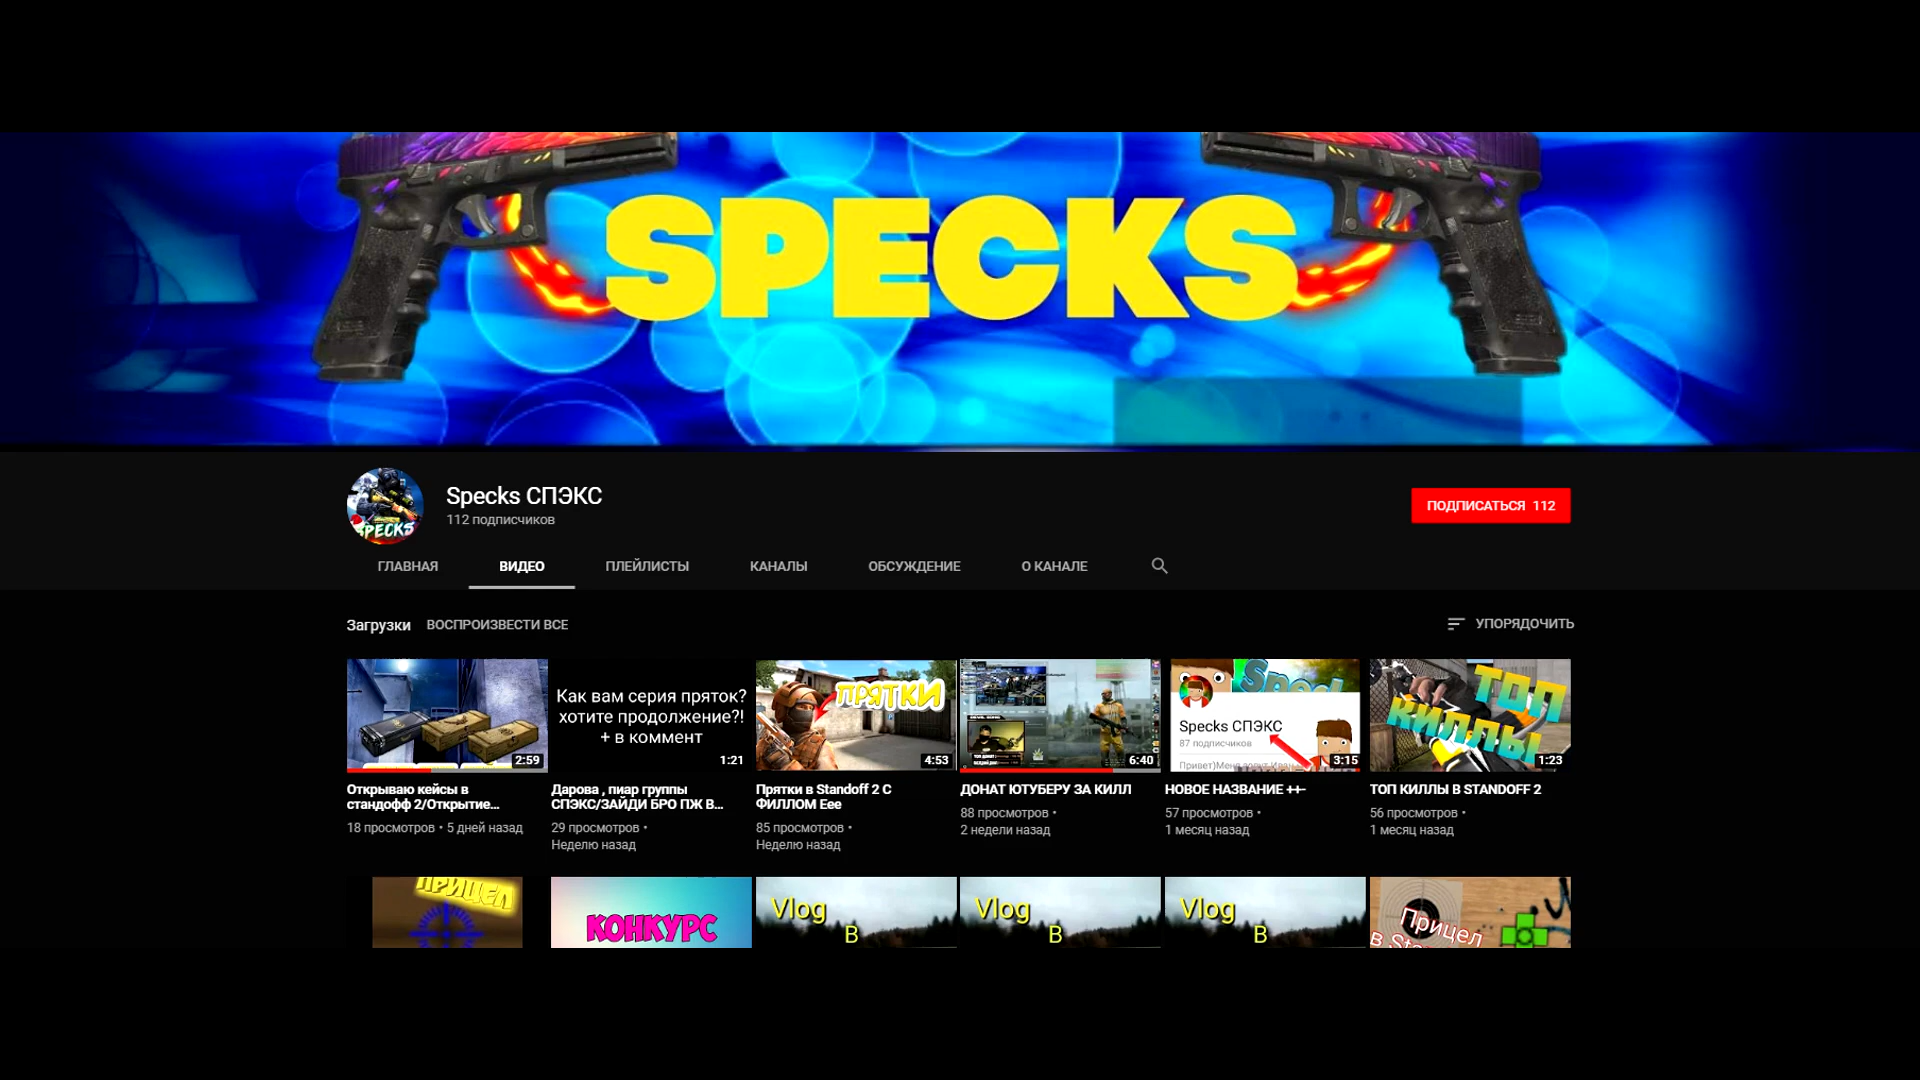 SPECKS
SPECKS
Specks СПЭКС
112 подписчиков
ПОДПИСАТЬСЯ 112
ГЛАВНАЯ
ВИДЕО
ПЛЕЙЛИСТЫ
КАНАЛЫ
ОБСУЖДЕНИЕ
О КАНАЛЕ
Загрузки
ВОСПРОИЗВЕСТИ ВСЕ
УПОРЯДОЧИТЬ
2:59
Открываю кейсы в
стандофф 2/Открытие...
18 просмотров • 5 дней назад
Как вам серия пряток?
хотите продолжение?!
+ в коммент
1:21
Дарова , пиар группы
СПЭКС/ЗАЙДИ БРО ПЖ В...
29 просмотров •
Неделю назад
ПРЯТКИ
4:53
Прятки в Standoff 2 С
ФИЛЛОМ Еее
85 просмотров •
Неделю назад
6:40
ДОНАТ ЮТУБЕРУ ЗА КИЛЛ
88 просмотров •
2 недели назад
Specks СПЭКС
87 подписчиков
3:15
НОВОЕ НАЗВАНИЕ ++-
57 просмотров •
1 месяц назад
ТОП
КИЛЛЫ
1:23
ТОП КИЛЛЫ В STANDOFF 2
56 просмотров •
1 месяц назад
ПРИЦЕЛ
КОНКУРС
Vlog
В
Vlog
В
Vlog
В
Прицел